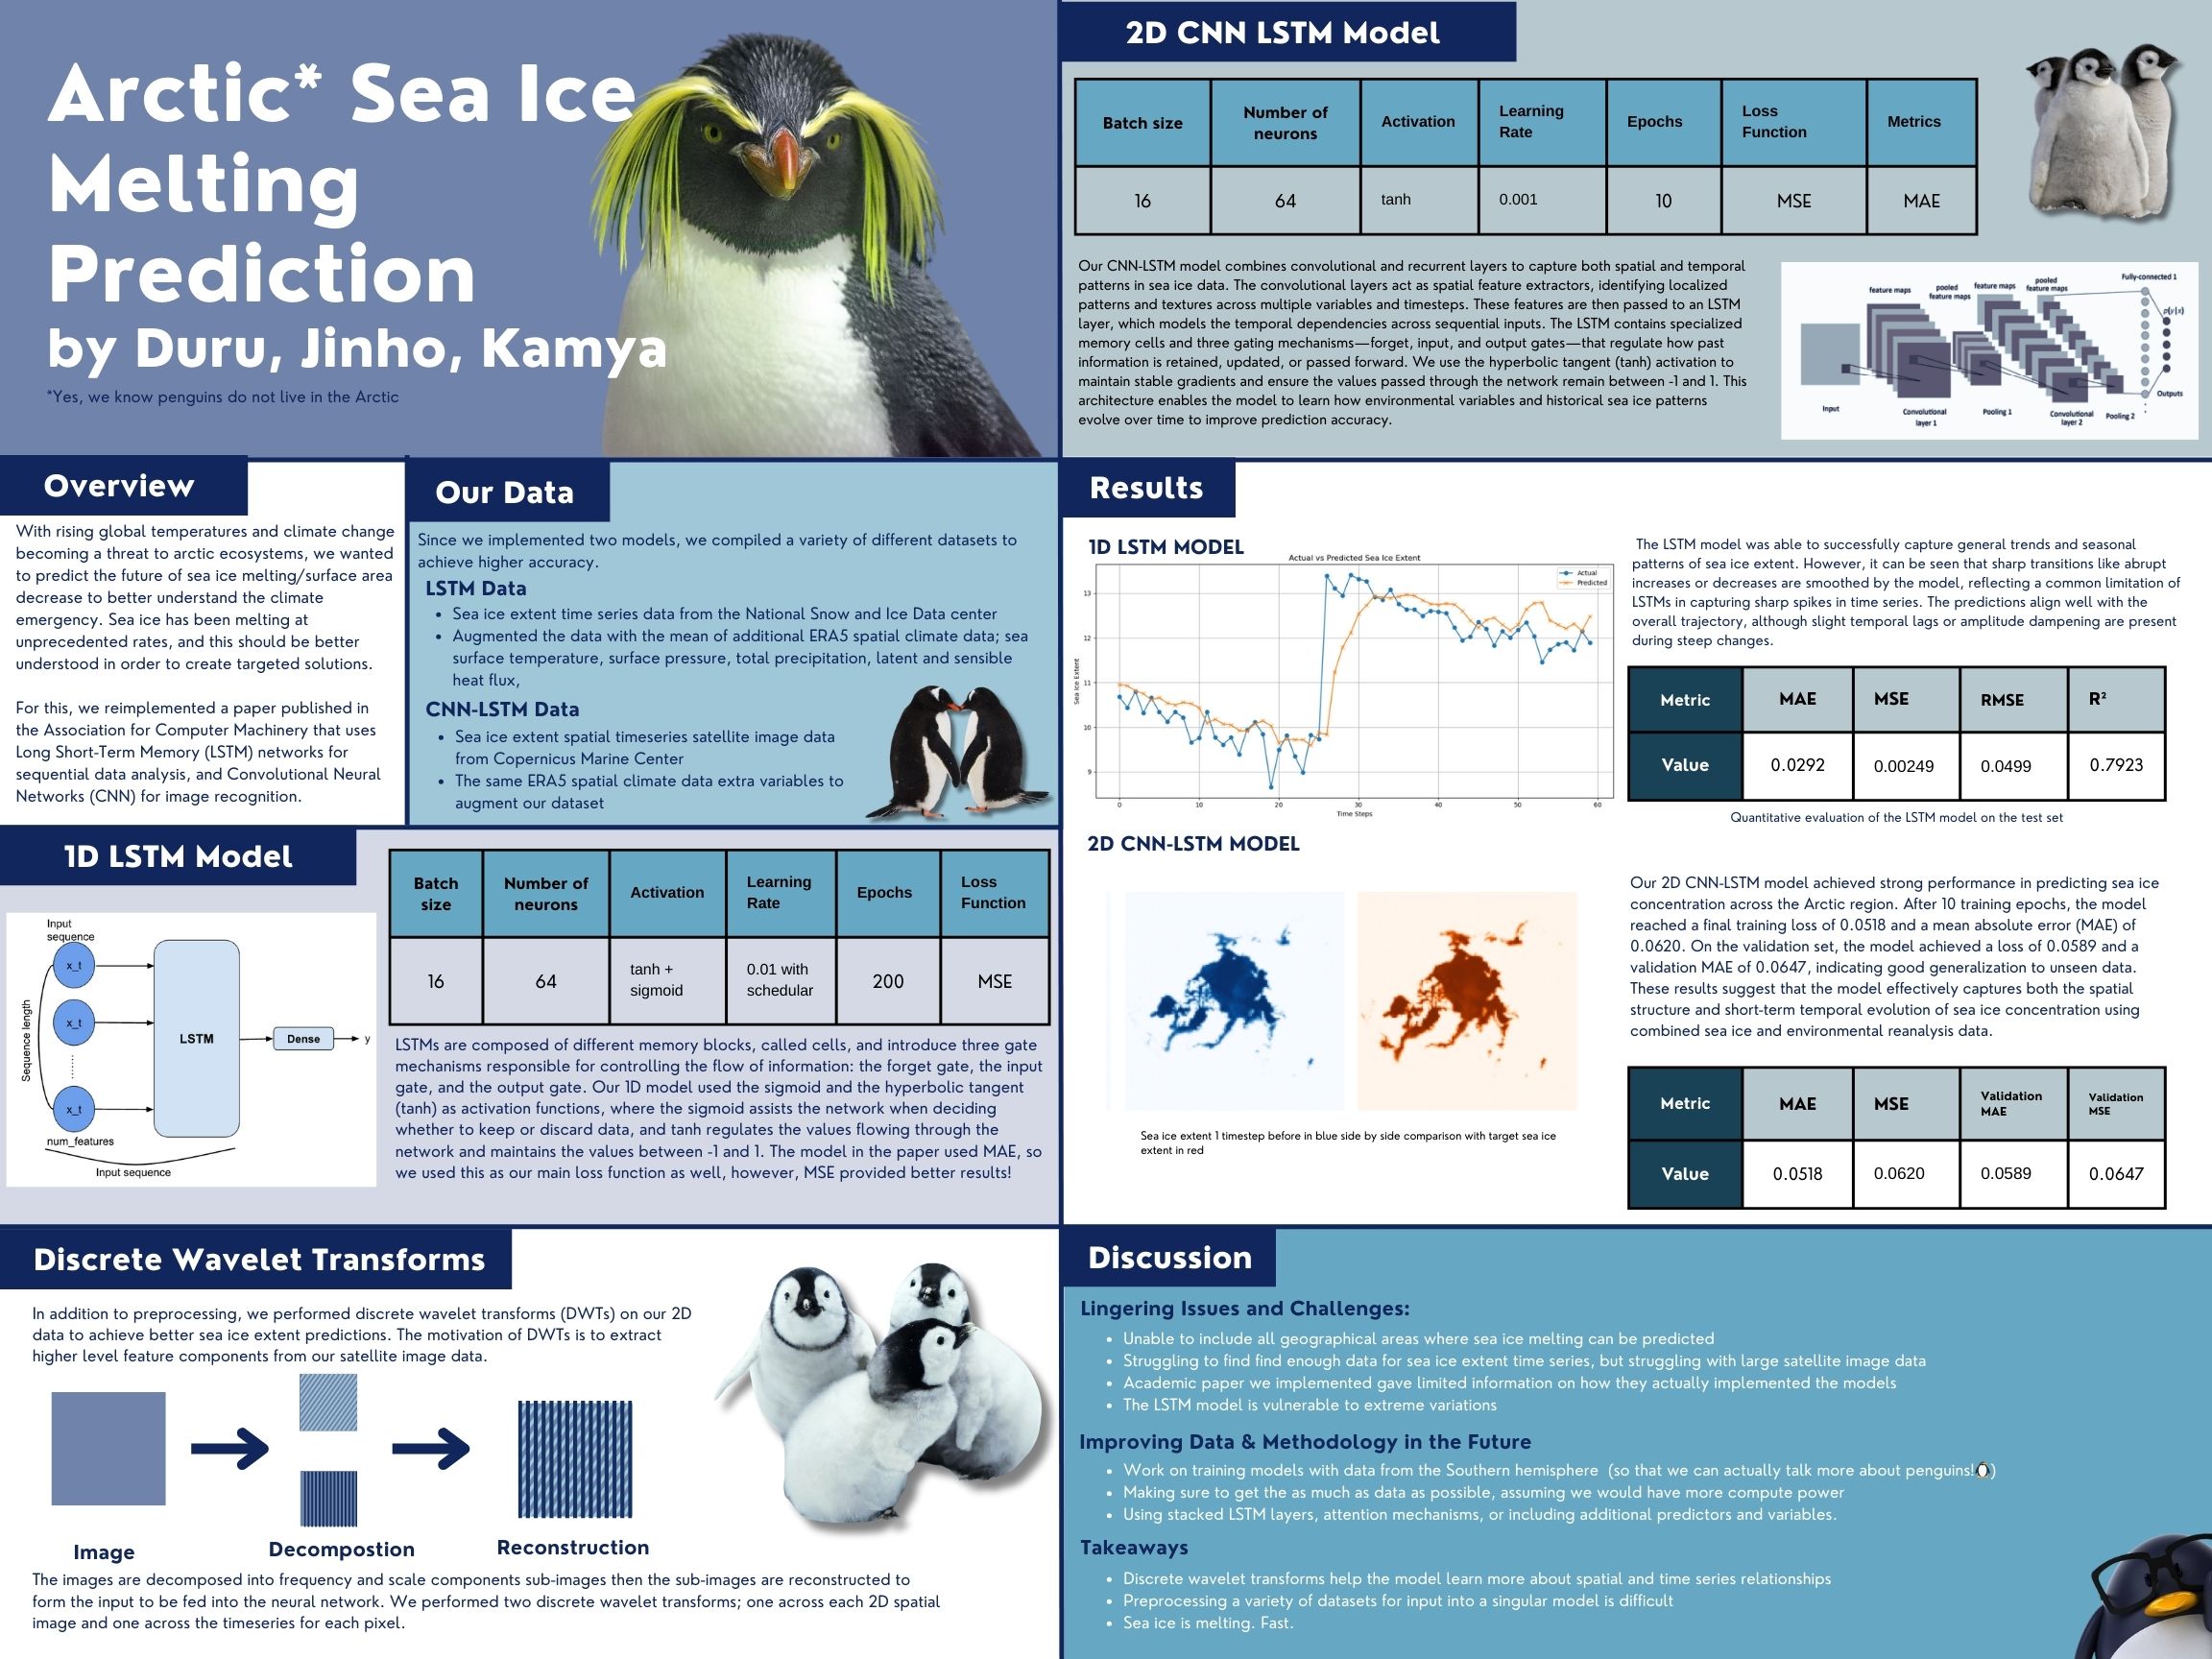 Arctic* Sea Ice
Melting
Prediction
by Duru, Jinho, Kamya
*Yes, we know penguins do not live in the Arctic
Overview
With rising global temperatures and climate change
becoming a threat to arctic ecosystems, we wanted
to predict the future of sea ice melting/surface area
decrease to better understand the climate
emergency. Sea ice has been melting at
unprecedented rates, and this should be better
understood in order to create targeted solutions.
For this, we reimplemented a paper published in
the Association for Computer Machinery that uses
Long Short-Term Memory (LSTM) networks for
sequential data analysis, and Convolutional Neural
Networks (CNN) for image recognition.
Our Data
Since we implemented two models, we compiled a variety of different datasets to
achieve higher accuracy.
LSTM Data
• Sea ice extent time series data from the National Snow and Ice Data center
• Augmented the data with the mean of additional ERA5 spatial climate data; sea
surface temperature, surface pressure, total precipitation, latent and sensible
heat flux,
CNN-LSTM Data
• Sea ice extent spatial timeseries satellite image data
from Copernicus Marine Center
• The same ERA5 spatial climate data extra variables to
augment our dataset
1D LSTM Model
Input
sequence
x_t
x_t
x_t
Sequence length
num_features
Input sequence
LSTM
Dense
y
Batch size
Number of neurons
Activation
Learning Rate
Epochs
Loss Function
16
64
tanh + sigmoid
0.01 with schedular
200
MSE
LSTMs are composed of different memory blocks, called cells, and introduce three gate
mechanisms responsible for controlling the flow of information: the forget gate, the input
gate, and the output gate. Our 1D model used the sigmoid and the hyperbolic tangent
(tanh) as activation functions, where the sigmoid assists the network when deciding
whether to keep or discard data, and tanh regulates the values flowing through the
network and maintains the values between -1 and 1. The model in the paper used MAE, so
we used this as our main loss function as well, however, MSE provided better results!
Discrete Wavelet Transforms
In addition to preprocessing, we performed discrete wavelet transforms (DWTs) on our 2D
data to achieve better sea ice extent predictions. The motivation of DWTs is to extract
higher level feature components from our satellite image data.
Image
Decompostion
Reconstruction
The images are decomposed into frequency and scale components sub-images then the sub-images are reconstructed to
form the input to be fed into the neural network. We performed two discrete wavelet transforms; one across each 2D spatial
image and one across the timeseries for each pixel.
2D CNN LSTM Model
Batch size
Number of neurons
Activation
Learning Rate
Epochs
Loss Function
Metrics
16
64
tanh
0.001
10
MSE
MAE
Our CNN-LSTM model combines convolutional and recurrent layers to capture both spatial and temporal
patterns in sea ice data. The convolutional layers act as spatial feature extractors, identifying localized
patterns and textures across multiple variables and timesteps. These features are then passed to an LSTM
layer, which models the temporal dependencies across sequential inputs. The LSTM contains specialized
memory cells and three gating mechanisms—forget, input, and output gates—that regulate how past
information is retained, updated, or passed forward. We use the hyperbolic tangent (tanh) activation to
maintain stable gradients and ensure the values passed through the network remain between -1 and 1. This
architecture enables the model to learn how environmental variables and historical sea ice patterns
evolve over time to improve prediction accuracy.
feature maps
pooled feature maps
feature maps
pooled feature maps
Fully-connected 1
p(y|x)
Outputs
Input
Convolutional layer 1
Pooling 1
Convolutional layer 2
Pooling 2
Results
1D LSTM MODEL
Actual vs Predicted Sea Ice Extent
Actual
Predicted
Sea Ice Extent
13
12
11
10
9
0 10 20 30 40 50 60
Time Steps
The LSTM model was able to successfully capture general trends and seasonal
patterns of sea ice extent. However, it can be seen that sharp transitions like abrupt
increases or decreases are smoothed by the model, reflecting a common limitation of
LSTMs in capturing sharp spikes in time series. The predictions align well with the
overall trajectory, although slight temporal lags or amplitude dampening are present
during steep changes.
Metric MAE MSE RMSE R²
Value 0.0292 0.00249 0.0499 0.7923
Quantitative evaluation of the LSTM model on the test set
2D CNN-LSTM MODEL
Sea ice extent 1 timestep before in blue side by side comparison with target sea ice
extent in red
Our 2D CNN-LSTM model achieved strong performance in predicting sea ice
concentration across the Arctic region. After 10 training epochs, the model
reached a final training loss of 0.0518 and a mean absolute error (MAE) of
0.0620. On the validation set, the model achieved a loss of 0.0589 and a
validation MAE of 0.0647, indicating good generalization to unseen data.
These results suggest that the model effectively captures both the spatial
structure and short-term temporal evolution of sea ice concentration using
combined sea ice and environmental reanalysis data.
Metric MAE MSE Validation MAE Validation MSE
Value 0.0518 0.0620 0.0589 0.0647
Discussion
Lingering Issues and Challenges:
• Unable to include all geographical areas where sea ice melting can be predicted
• Struggling to find find enough data for sea ice extent time series, but struggling with large satellite image data
• Academic paper we implemented gave limited information on how they actually implemented the models
• The LSTM model is vulnerable to extreme variations
Improving Data & Methodology in the Future
• Work on training models with data from the Southern hemisphere (so that we can actually talk more about penguins!🐧)
• Making sure to get the as much as data as possible, assuming we would have more compute power
• Using stacked LSTM layers, attention mechanisms, or including additional predictors and variables.
Takeaways
• Discrete wavelet transforms help the model learn more about spatial and time series relationships
• Preprocessing a variety of datasets for input into a singular model is difficult
• Sea ice is melting. Fast.